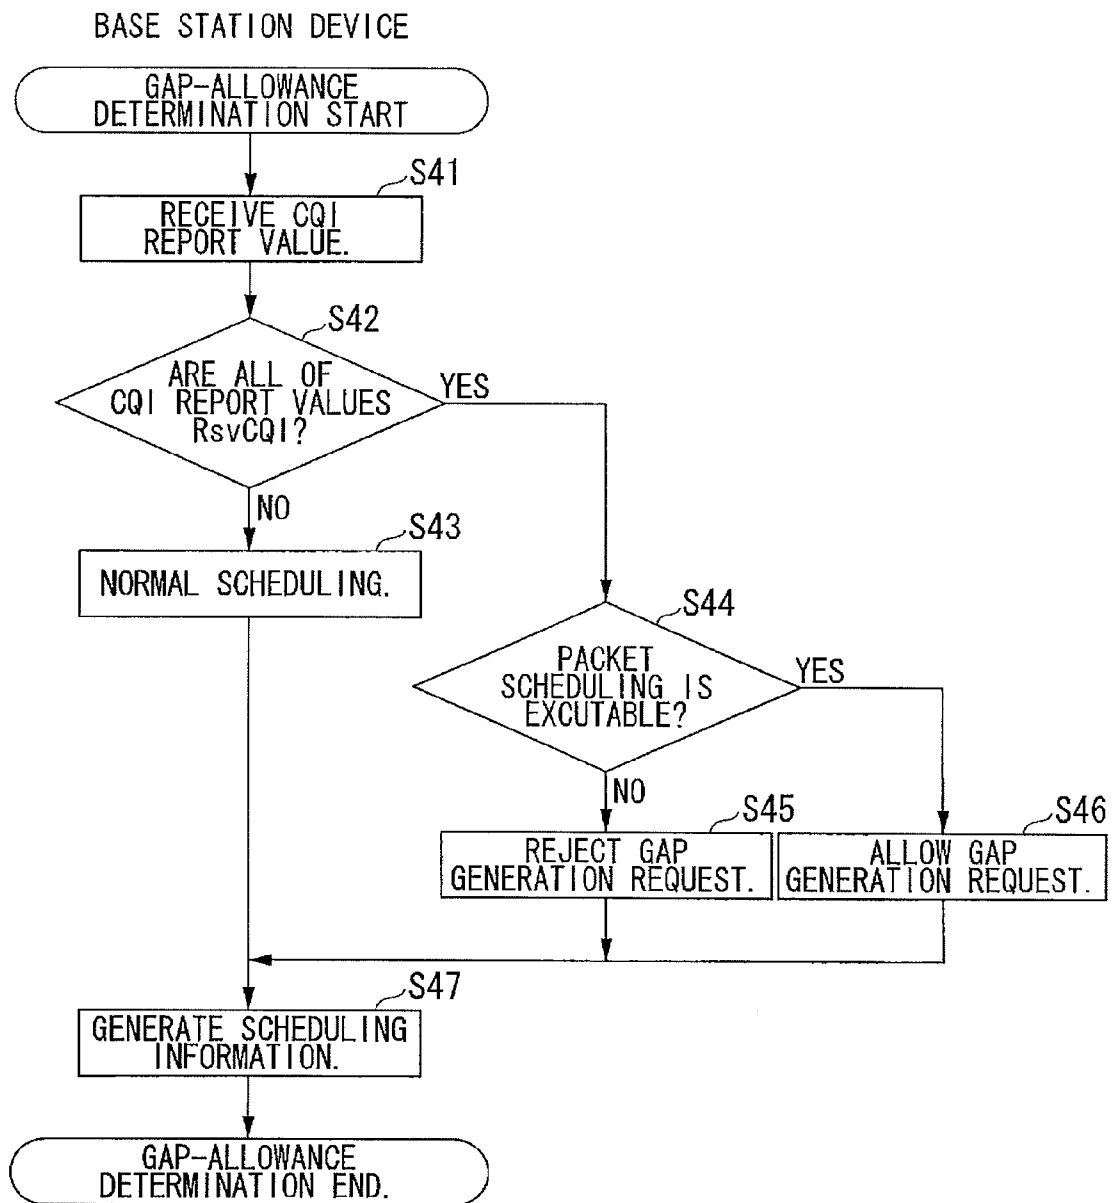 BASE STATION DEVICE
GAP-ALLOWANCE
DETERMINATION START
S41
RECEIVE CQI
REPORT VALUE.
S42
ARE ALL OF
CQI REPORT VALUES
RsvCQI?
YES
NO
S43
NORMAL SCHEDULING.
S44
PACKET
SCHEDULING IS
EXCUTABLE?
YES
NO
S45
REJECT GAP
GENERATION REQUEST.
S46
ALLOW GAP
GENERATION REQUEST.
S47
GENERATE SCHEDULING
INFORMATION.
GAP-ALLOWANCE
DETERMINATION END.